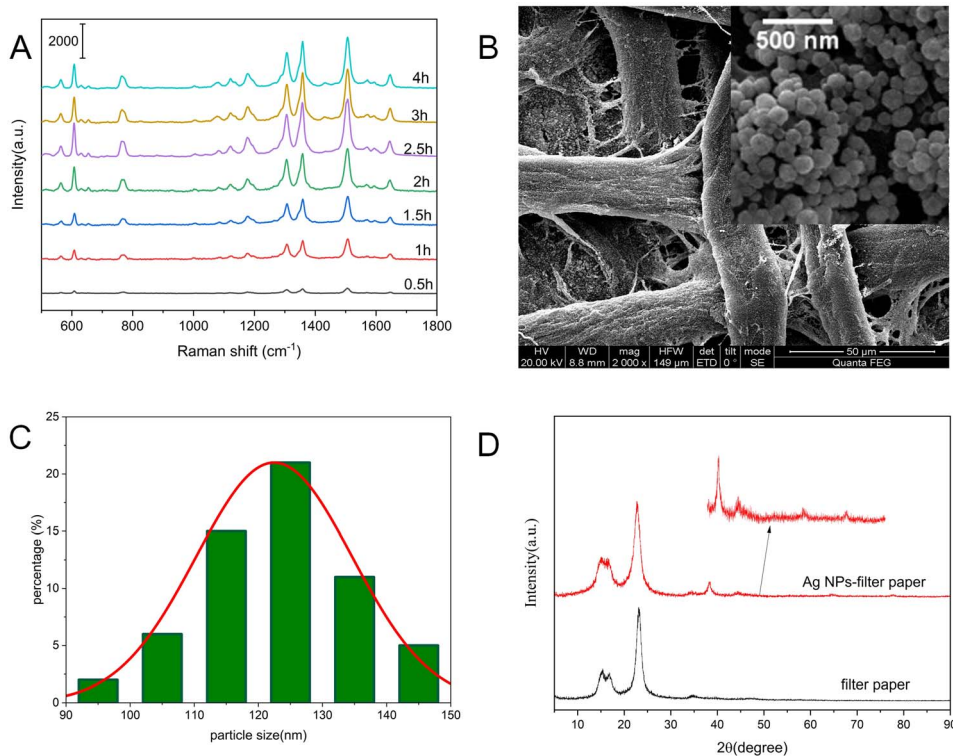 A
2000
Intensity(a.u.)
4h
3h
2.5h
2h
1.5h
1h
0.5h
600 800 1000 1200 1400 1600 1800
Raman shift (cm⁻¹)
B
500 nm
HV WD mag HFW det tilt mode 50 µm
20.00 kV 8.8 mm 2 000 x 149 µm ETD 0 ° SE Quanta FEG
C
25
20
15
10
5
0
percentage (%)
90 100 110 120 130 140 150
particle size(nm)
D
Intensity(a.u.)
Ag NPs-filter paper
filter paper
10 20 30 40 50 60 70 80 90
2θ(degree)